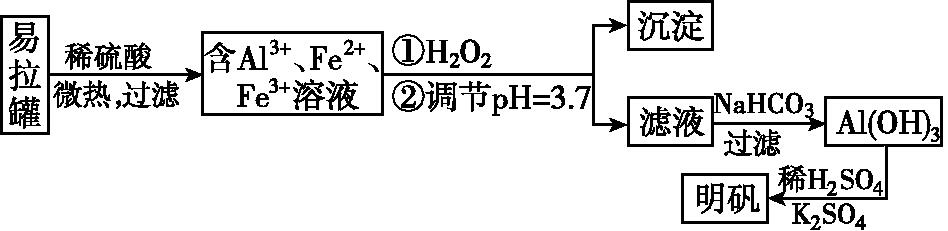 易拉罐
稀硫酸
微热,过滤
含Al³⁺、Fe²⁺、
Fe³⁺溶液
①H₂O₂
②调节pH=3.7
沉淀
滤液
NaHCO₃
过滤
Al(OH)₃
稀H₂SO₄
K₂SO₄
明矾